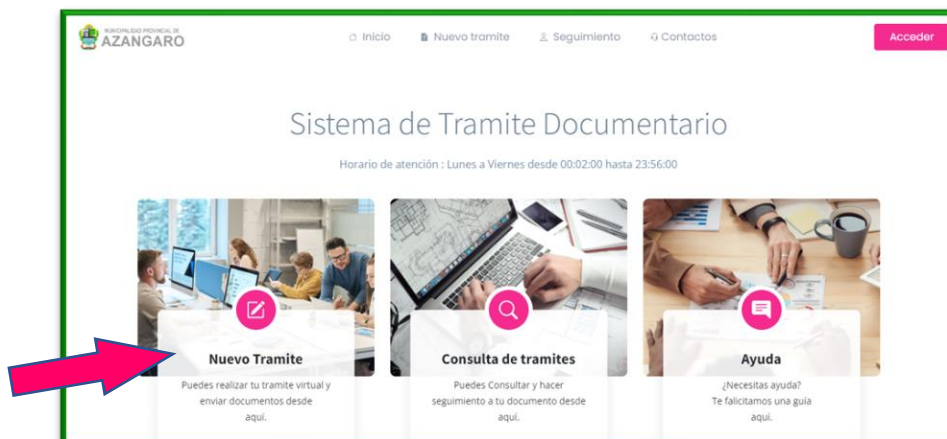 MUNICIPALIDAD PROVINCIAL DE
AZANGARO
Inicio
Nuevo tramite
Seguimiento
Contactos
Acceder
Sistema de Tramite Documentario
Horario de atención : Lunes a Viernes desde 00:02:00 hasta 23:56:00
Nuevo Tramite
Puedes realizar tu tramite virtual y
enviar documentos desde
aquí.
Consulta de tramites
Puedes Consultar y hacer
seguimiento a tu documento desde
aquí.
Ayuda
¿Necesitas ayuda?
Te falicitamos una guía
aquí.